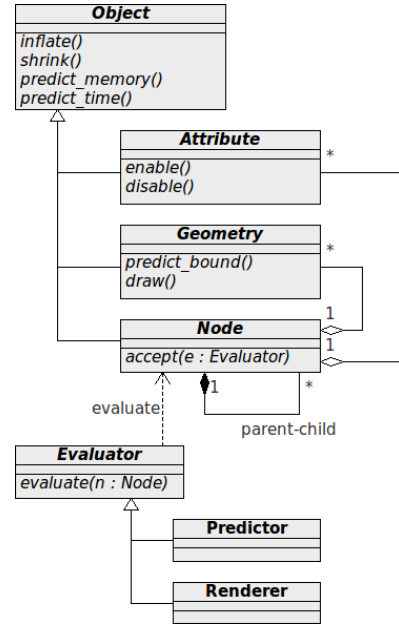 Object
inflate()
shrink()
predict_memory()
predict_time()
Attribute
*
enable()
disable()
Geometry
*
predict_bound()
draw()
1
Node
1
accept(e : Evaluator)
1
*
evaluate
parent-child
Evaluator
evaluate(n : Node)
Predictor
Renderer